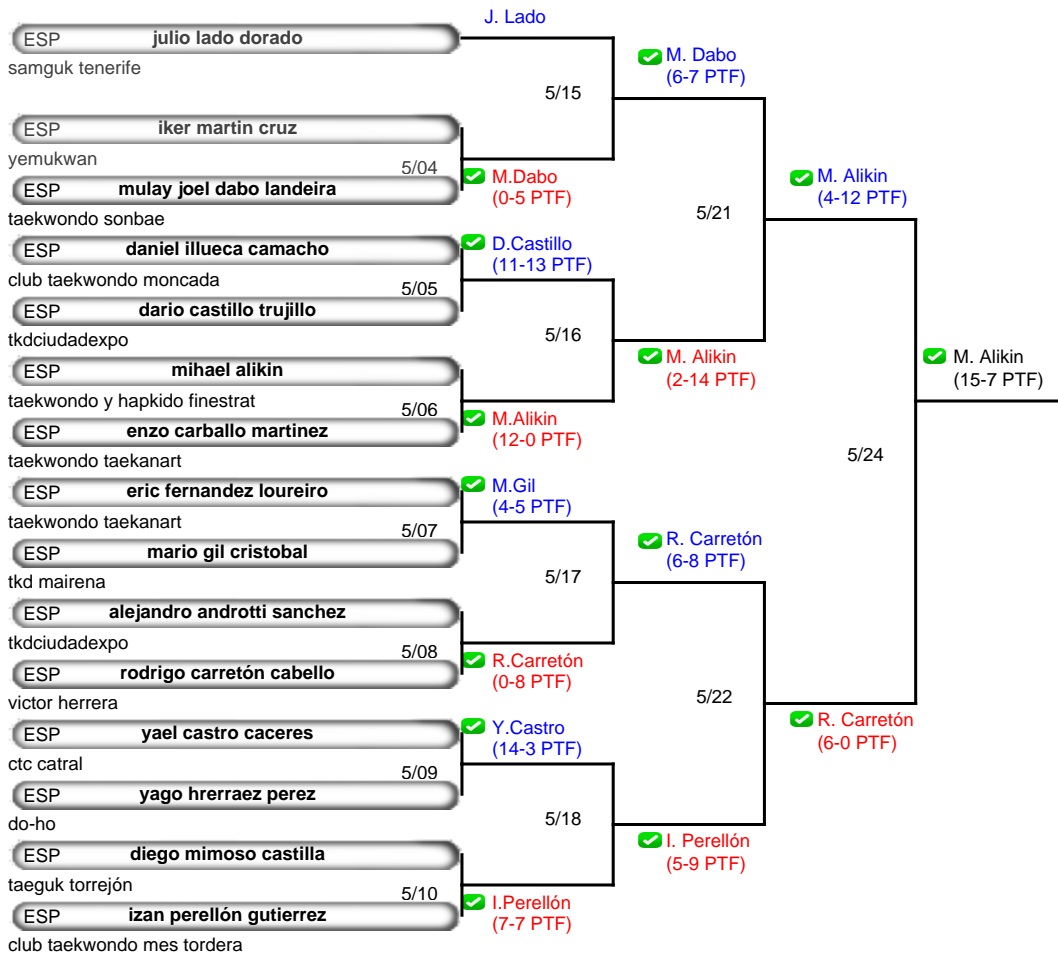 J. Lado
ESP julio lado dorado
samguk tenerife
M. Dabo
(6-7 PTF)
5/15
ESP iker martin cruz
yemukwan
5/04
M.Dabo
(0-5 PTF)
ESP mulay joel dabo landeira
taekwondo sonbae
M. Alikin
(4-12 PTF)
5/21
ESP daniel illueca camacho
club taekwondo moncada
D.Castillo
(11-13 PTF)
5/05
ESP dario castillo trujillo
tkdciudadexpo
5/16
M. Alikin
(2-14 PTF)
M. Alikin
(15-7 PTF)
ESP mihael alikin
taekwondo y hapkido finestrat
5/06
M.Alikin
(12-0 PTF)
ESP enzo carballo martinez
taekwondo taekanart
5/24
ESP eric fernandez loureiro
taekwondo taekanart
M.Gil
(4-5 PTF)
5/07
ESP mario gil cristobal
tkd mairena
R. Carretón
(6-8 PTF)
5/17
ESP alejandro androtti sanchez
tkdciudadexpo
5/08
R.Carretón
(0-8 PTF)
ESP rodrigo carretón cabello
victor herrera
5/22
R. Carretón
(6-0 PTF)
ESP yael castro caceres
ctc catral
Y.Castro
(14-3 PTF)
5/09
ESP yago hrerraez perez
do-ho
5/18
I. Perellón
(5-9 PTF)
ESP diego mimoso castilla
taeguk torrejón
5/10
I.Perellón
(7-7 PTF)
ESP izan perellón gutierrez
club taekwondo mes tordera